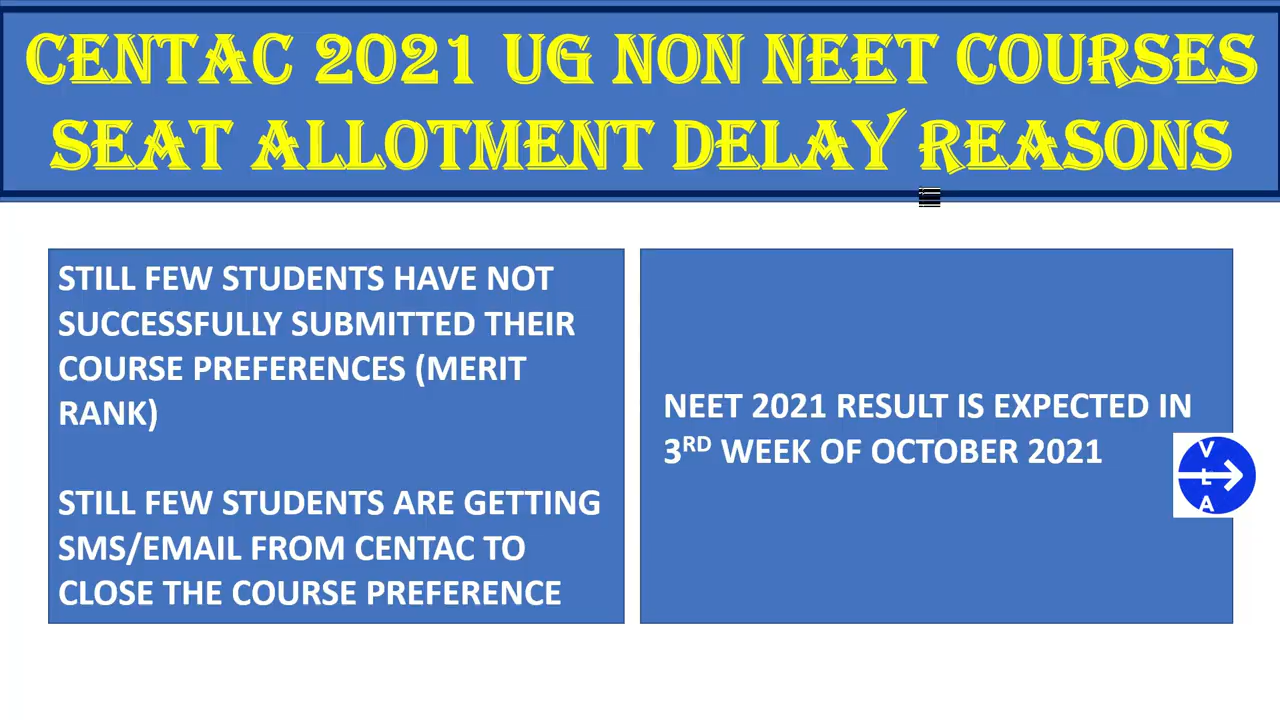 CENTAC 2021 UG NON NEET COURSES
SEAT ALLOTMENT DELAY REASONS
STILL FEW STUDENTS HAVE NOT
SUCCESSFULLY SUBMITTED THEIR
COURSE PREFERENCES (MERIT
RANK)
STILL FEW STUDENTS ARE GETTING
SMS/EMAIL FROM CENTAC TO
CLOSE THE COURSE PREFERENCE
NEET 2021 RESULT IS EXPECTED IN
3RD WEEK OF OCTOBER 2021
V
L
A